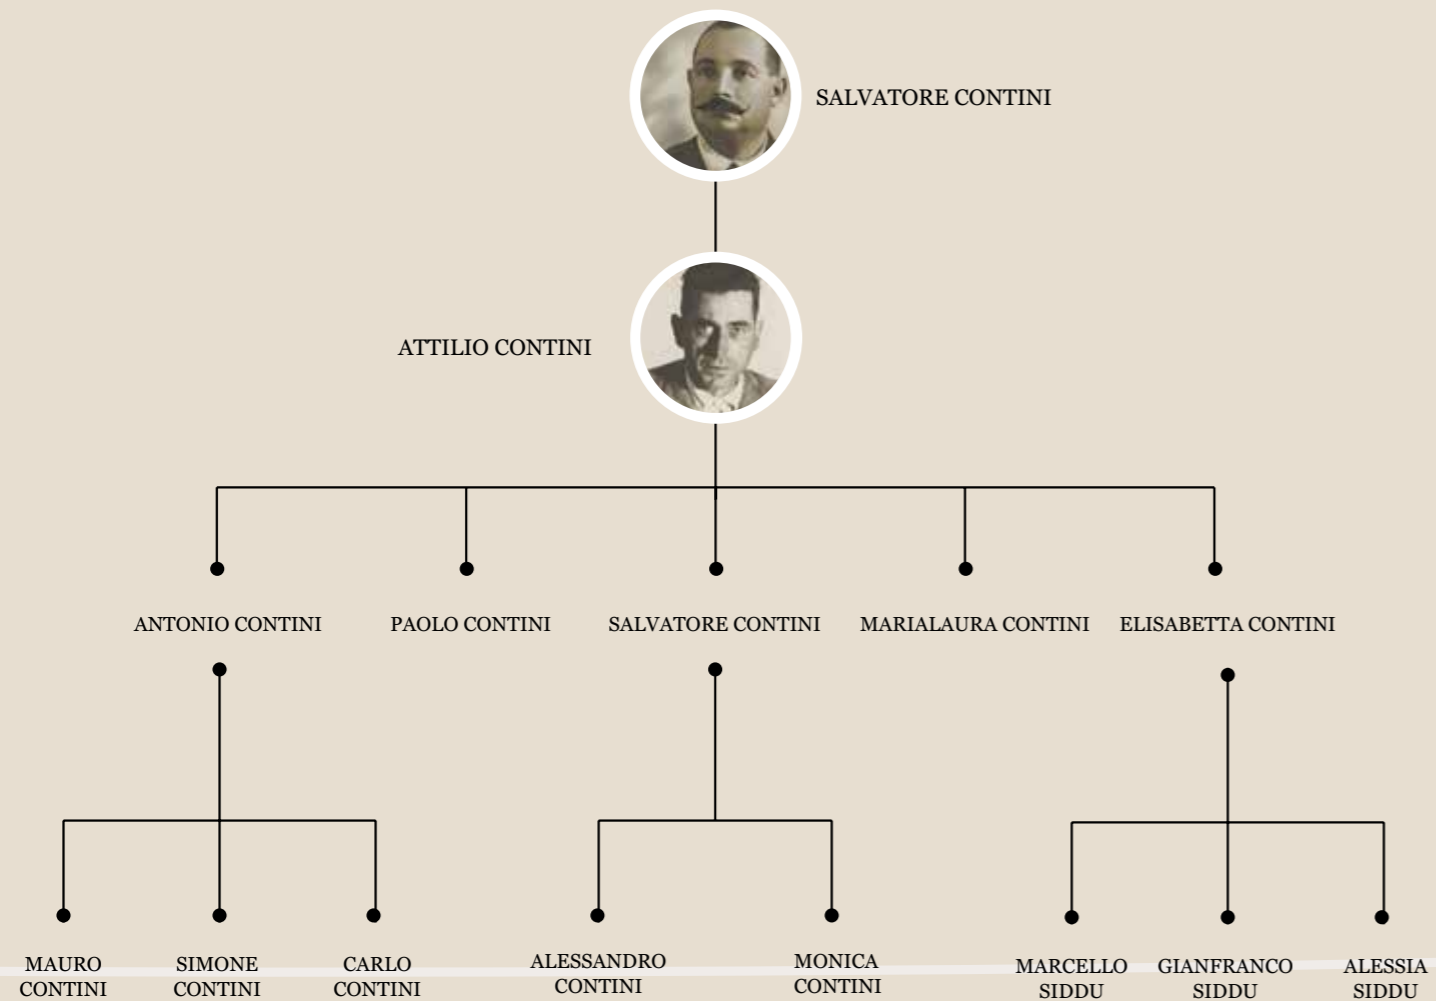 SALVATORE CONTINI
ATTILIO CONTINI
ANTONIO CONTINI
PAOLO CONTINI
SALVATORE CONTINI
MARIALAURA CONTINI
ELISABETTA CONTINI
MAURO
CONTINI
SIMONE
CONTINI
CARLO
CONTINI
ALESSANDRO
CONTINI
MONICA
CONTINI
MARCELLO
SIDDU
GIANFRANCO
SIDDU
ALESSIA
SIDDU